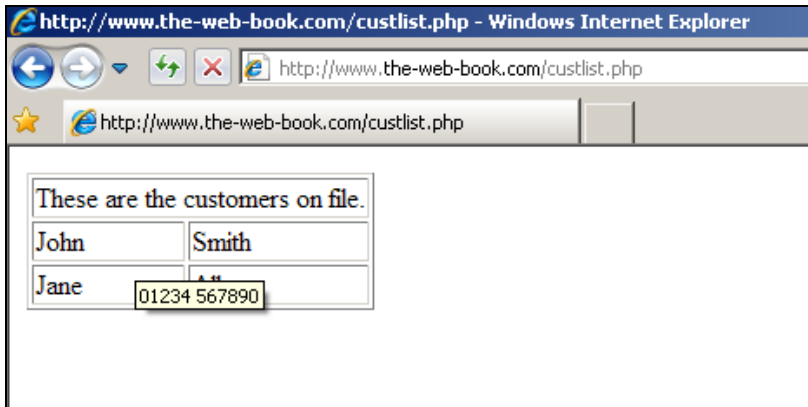 http://www.the-web-book.com/custlist.php - Windows Internet Explorer
http://www.the-web-book.com/custlist.php
http://www.the-web-book.com/custlist.php
These are the customers on file.
John Smith
Jane
01234 567890